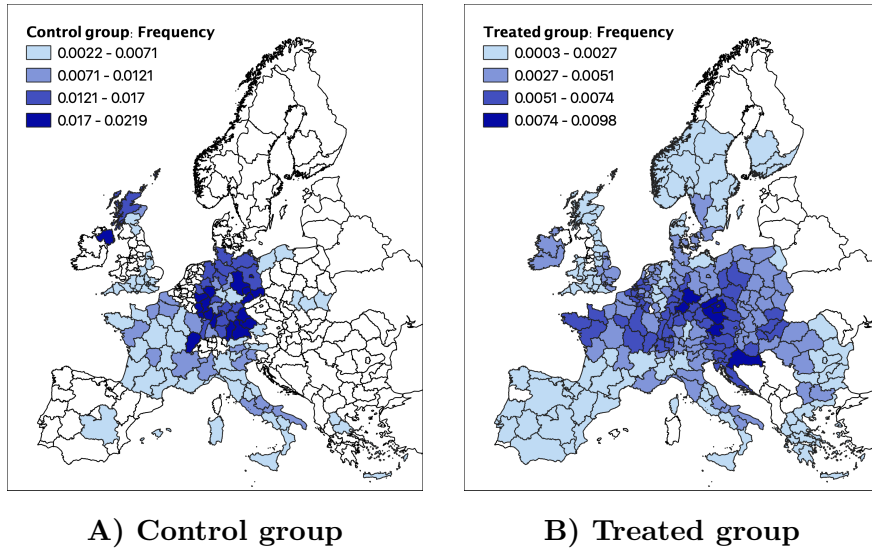 Control group: Frequency
0.0022 – 0.0071
0.0071 – 0.0121
0.0121 – 0.017
0.017 – 0.0219
Treated group: Frequency
0.0003 – 0.0027
0.0027 – 0.0051
0.0051 – 0.0074
0.0074 – 0.0098
A) Control group
B) Treated group